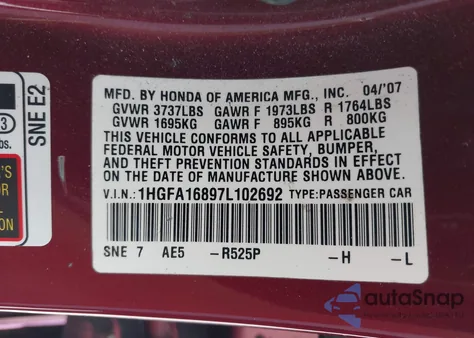 MFD. BY HONDA OF AMERICA MFG., INC. 04/'07
GVWR 3737LBS GAWR F 1973LBS R 1764LBS
GVWR 1695KG GAWR F 895KG R 800KG
THIS VEHICLE CONFORMS TO ALL APPLICABLE
FEDERAL MOTOR VEHICLE SAFETY, BUMPER,
AND THEFT PREVENTION STANDARDS IN EFFECT
ON THE DATE OF MANUFACTURE SHOWN ABOVE.
V.I.N.: 1HGFA16897L102692 TYPE:PASSENGER CAR
SNE 7 AE5 -R525P -H -L
SNE E2
3
'S
OR
autoSnap